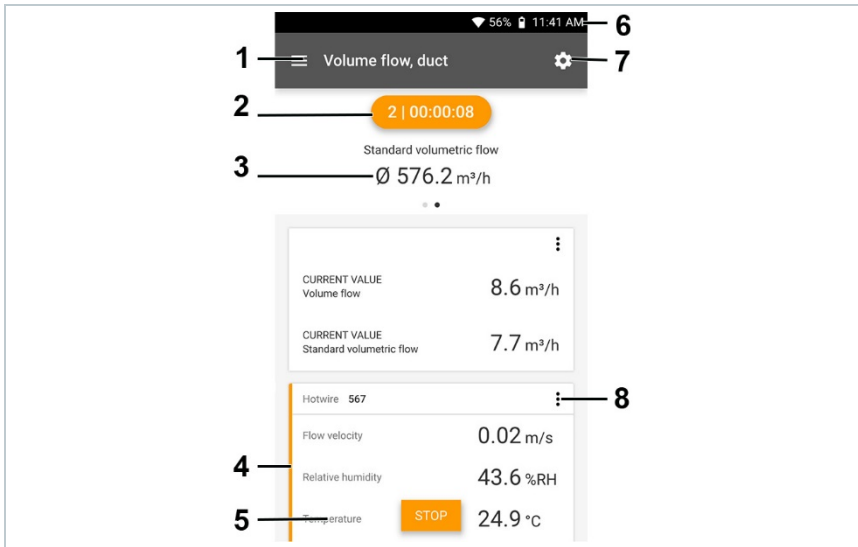 56% 11:41 AM 6
1 Volume flow, duct 7
2 2 | 00:00:08
Standard volumetric flow
3 Ø 576.2 m³/h
CURRENT VALUE
Volume flow 8.6 m³/h
CURRENT VALUE
Standard volumetric flow 7.7 m³/h
Hotwire 567 8
Flow velocity 0.02 m/s
4 Relative humidity 43.6 %RH
5 Temperature STOP 24.9 °C